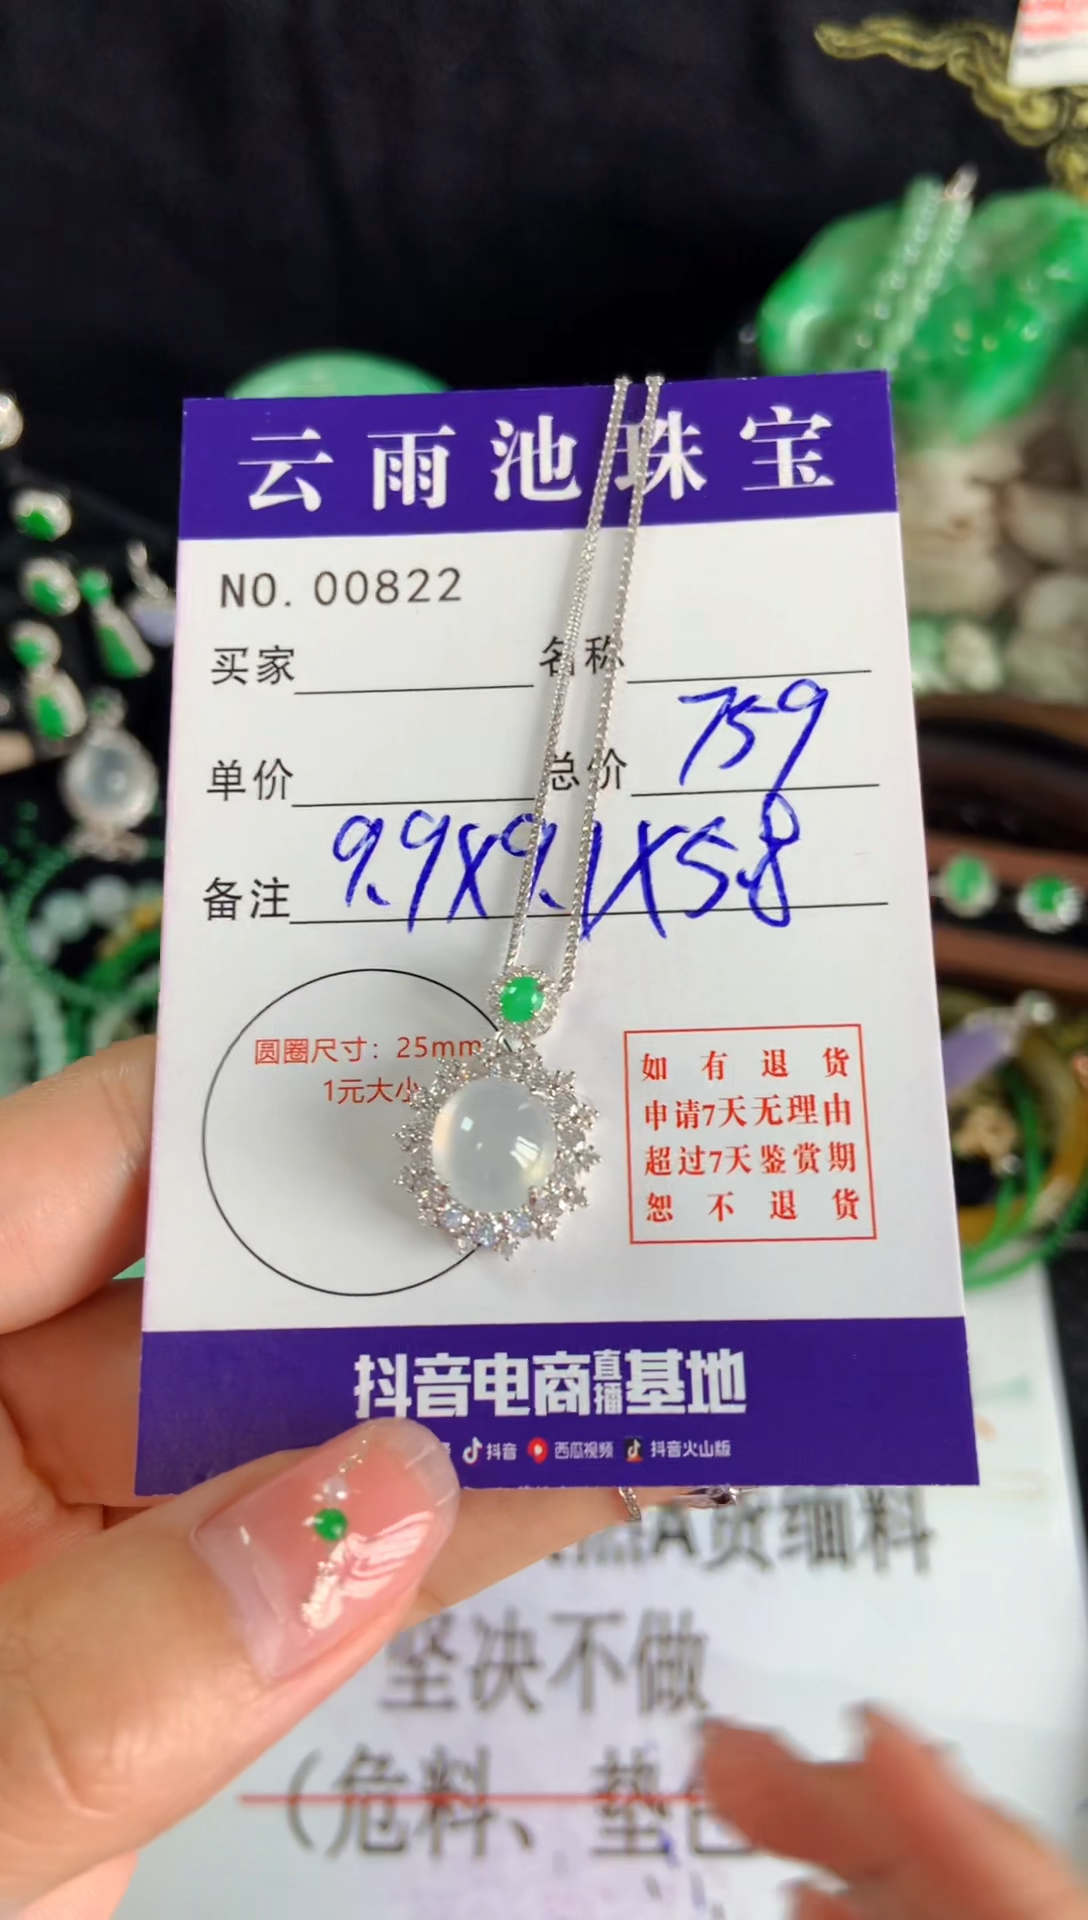 云雨池珠宝
NO. 00822
买家 名称
单价 总价 759
备注 9.9X9.1X5.8
圆圈尺寸：25mm
1元大小
如有退货
申请7天无理由
超过7天鉴赏期
恕不退货
抖音电商直播基地
抖音 西瓜视频 抖音火山版
A货细料
坚决不做
（危料、垫色